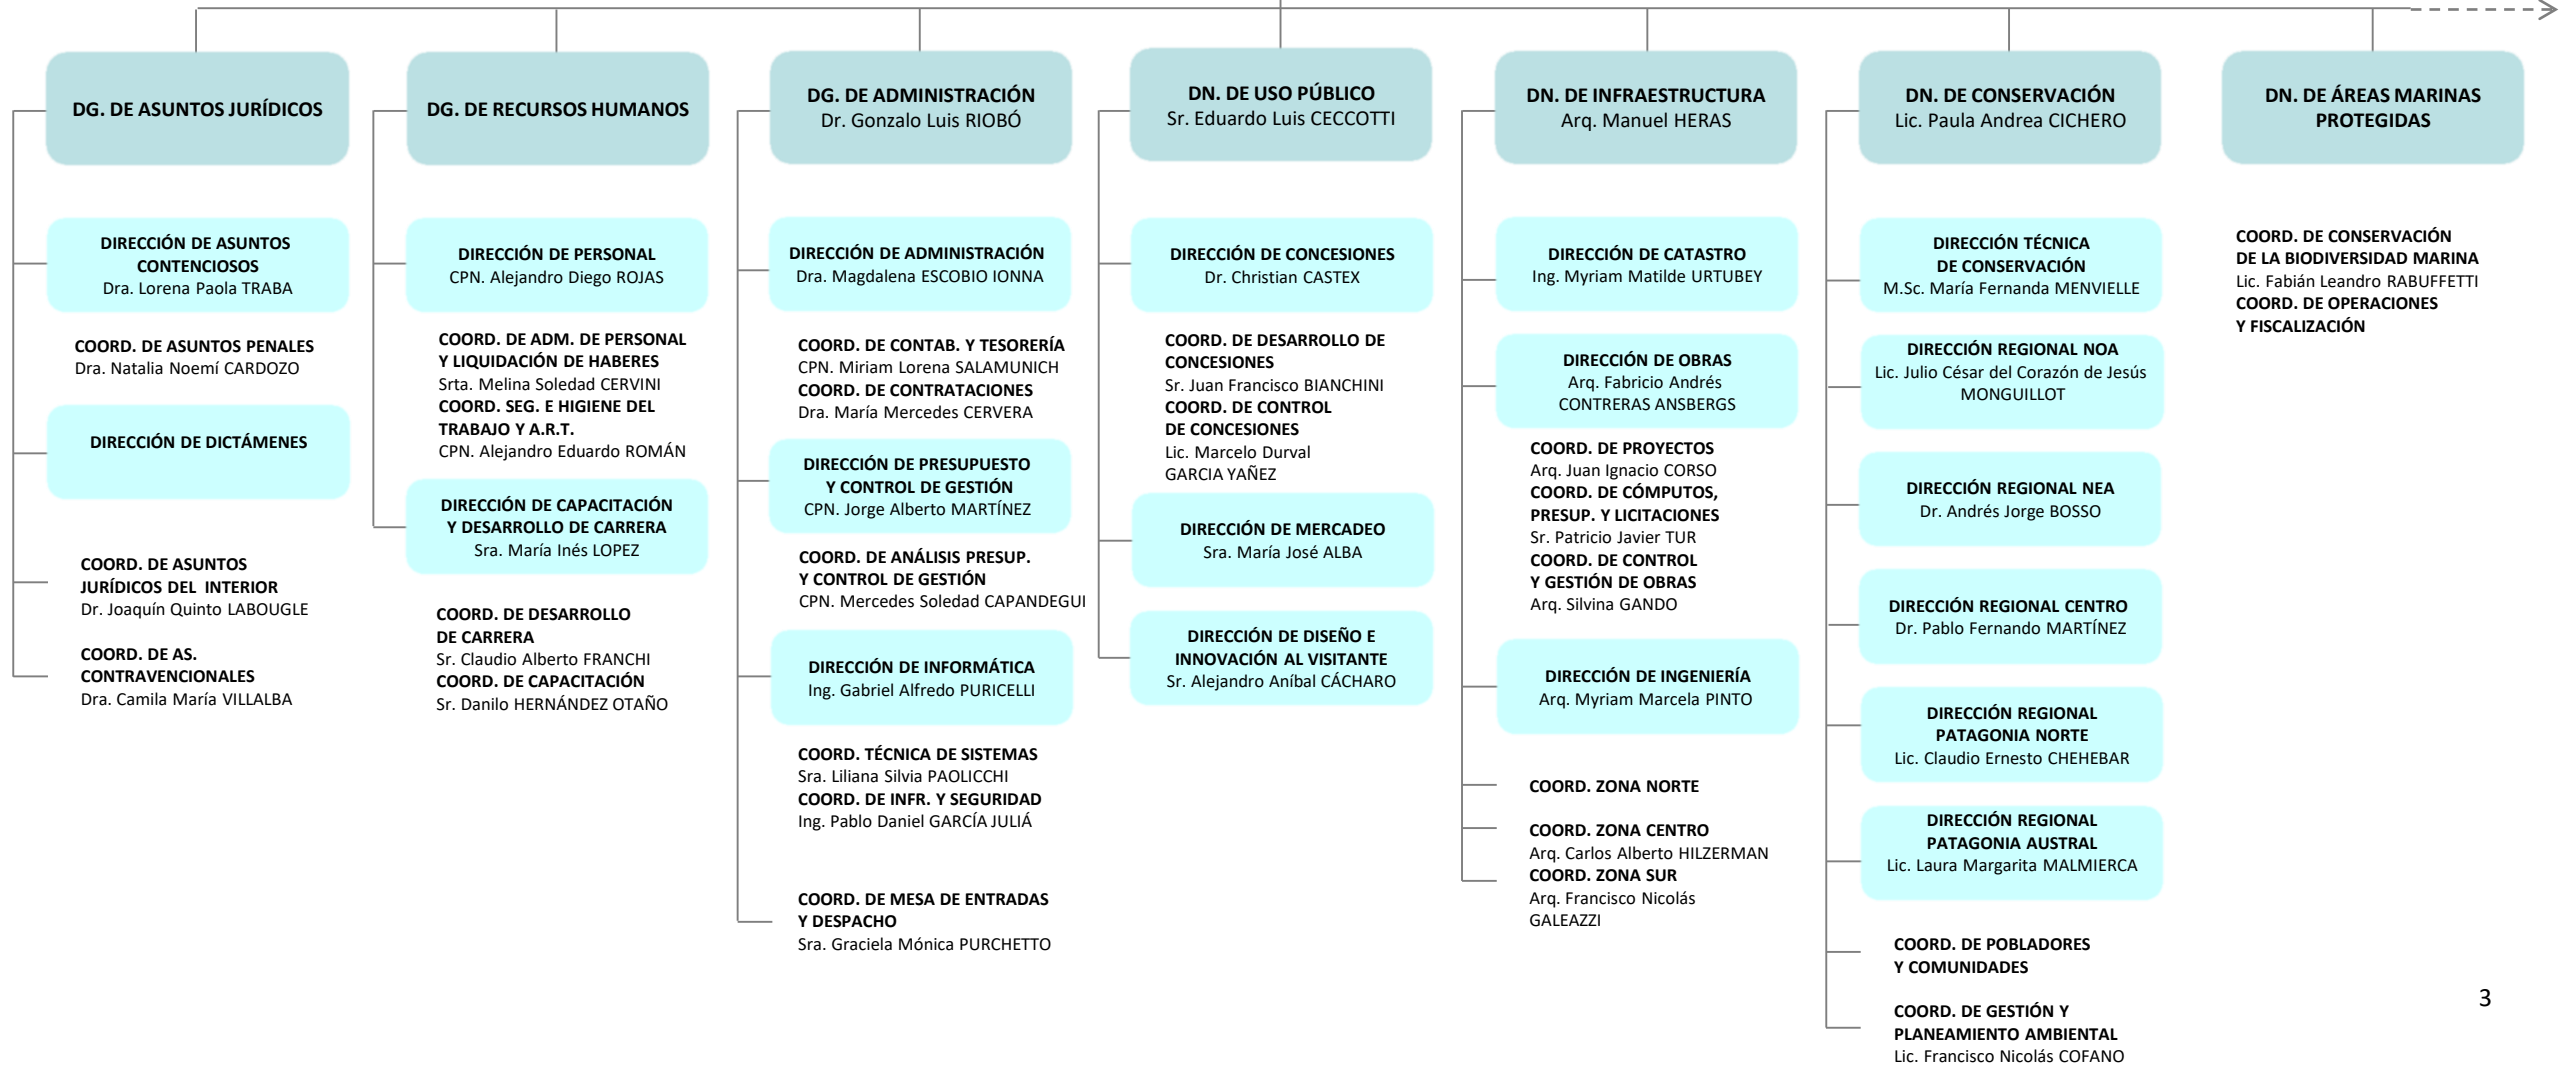 DG. DE ASUNTOS JURÍDICOS
DIRECCIÓN DE ASUNTOS
CONTENCIOSOS
Dra. Lorena Paola TRABA
COORD. DE ASUNTOS PENALES
Dra. Natalia Noemí CARDOZO
DIRECCIÓN DE DICTÁMENES
COORD. DE ASUNTOS
JURÍDICOS DEL INTERIOR
Dr. Joaquín Quinto LABOUGLE
COORD. DE AS.
CONTRAVENCIONALES
Dra. Camila María VILLALBA
DG. DE RECURSOS HUMANOS
DIRECCIÓN DE PERSONAL
CPN. Alejandro Diego ROJAS
COORD. DE ADM. DE PERSONAL
Y LIQUIDACIÓN DE HABERES
Srta. Melina Soledad CERVINI
COORD. SEG. E HIGIENE DEL
TRABAJO Y A.R.T.
CPN. Alejandro Eduardo ROMÁN
DIRECCIÓN DE CAPACITACIÓN
Y DESARROLLO DE CARRERA
Sra. María Inés LOPEZ
COORD. DE DESARROLLO
DE CARRERA
Sr. Claudio Alberto FRANCHI
COORD. DE CAPACITACIÓN
Sr. Danilo HERNÁNDEZ OTAÑO
DG. DE ADMINISTRACIÓN
Dr. Gonzalo Luis RIOBÓ
DIRECCIÓN DE ADMINISTRACIÓN
Dra. Magdalena ESCOBIO IONNA
COORD. DE CONTAB. Y TESORERÍA
CPN. Miriam Lorena SALAMUNICH
COORD. DE CONTRATACIONES
Dra. María Mercedes CERVERA
DIRECCIÓN DE PRESUPUESTO
Y CONTROL DE GESTIÓN
CPN. Jorge Alberto MARTÍNEZ
COORD. DE ANÁLISIS PRESUP.
Y CONTROL DE GESTIÓN
CPN. Mercedes Soledad CAPANDEGUI
DIRECCIÓN DE INFORMÁTICA
Ing. Gabriel Alfredo PURICELLI
COORD. TÉCNICA DE SISTEMAS
Sra. Liliana Silvia PAOLICCHI
COORD. DE INFR. Y SEGURIDAD
Ing. Pablo Daniel GARCÍA JULIÁ
COORD. DE MESA DE ENTRADAS
Y DESPACHO
Sra. Graciela Mónica PURCHETTO
DN. DE USO PÚBLICO
Sr. Eduardo Luis CECCOTTI
DIRECCIÓN DE CONCESIONES
Dr. Christian CASTEX
COORD. DE DESARROLLO DE
CONCESIONES
Sr. Juan Francisco BIANCHINI
COORD. DE CONTROL
DE CONCESIONES
Lic. Marcelo Durval
GARCIA YAÑEZ
DIRECCIÓN DE MERCADEO
Sra. María José ALBA
DIRECCIÓN DE DISEÑO E
INNOVACIÓN AL VISITANTE
Sr. Alejandro Aníbal CÁCHARO
DN. DE INFRAESTRUCTURA
Arq. Manuel HERAS
DIRECCIÓN DE CATASTRO
Ing. Myriam Matilde URTUBEY
DIRECCIÓN DE OBRAS
Arq. Fabricio Andrés
CONTRERAS ANSBERGS
COORD. DE PROYECTOS
Arq. Juan Ignacio CORSO
COORD. DE CÓMPUTOS,
PRESUP. Y LICITACIONES
Sr. Patricio Javier TUR
COORD. DE CONTROL
Y GESTIÓN DE OBRAS
Arq. Silvina GANDO
DIRECCIÓN DE INGENIERÍA
Arq. Myriam Marcela PINTO
COORD. ZONA NORTE
COORD. ZONA CENTRO
Arq. Carlos Alberto HILZERMAN
COORD. ZONA SUR
Arq. Francisco Nicolás
GALEAZZI
DN. DE CONSERVACIÓN
Lic. Paula Andrea CICHERO
DIRECCIÓN TÉCNICA
DE CONSERVACIÓN
M.Sc. María Fernanda MENVIELLE
DIRECCIÓN REGIONAL NOA
Lic. Julio César del Corazón de Jesús
MONGUILLOT
DIRECCIÓN REGIONAL NEA
Dr. Andrés Jorge BOSSO
DIRECCIÓN REGIONAL CENTRO
Dr. Pablo Fernando MARTÍNEZ
DIRECCIÓN REGIONAL
PATAGONIA NORTE
Lic. Claudio Ernesto CHEHEBAR
DIRECCIÓN REGIONAL
PATAGONIA AUSTRAL
Lic. Laura Margarita MALMIERCA
COORD. DE POBLADORES
Y COMUNIDADES
COORD. DE GESTIÓN Y
PLANEAMIENTO AMBIENTAL
Lic. Francisco Nicolás COFANO
DN. DE ÁREAS MARINAS
PROTEGIDAS
COORD. DE CONSERVACIÓN
DE LA BIODIVERSIDAD MARINA
Lic. Fabián Leandro RABUFFETTI
COORD. DE OPERACIONES
Y FISCALIZACIÓN
3